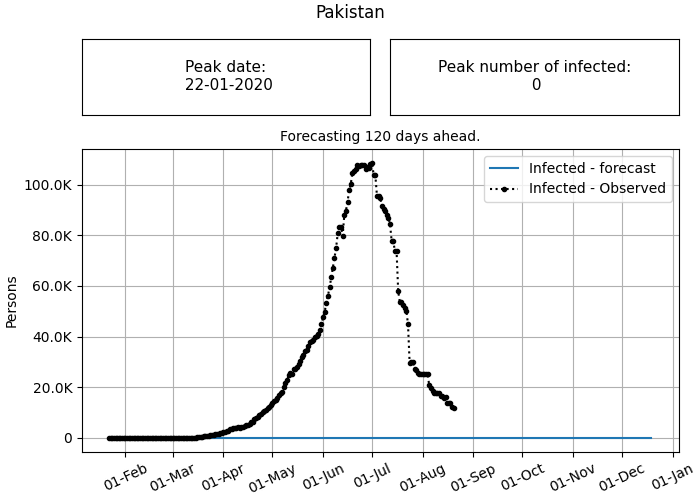 Pakistan
Peak date:
22-01-2020
Peak number of infected:
0
Forecasting 120 days ahead.
Infected - forecast
Infected - Observed
Persons
100.0K
80.0K
60.0K
40.0K
20.0K
0
01-Feb
01-Mar
01-Apr
01-May
01-Jun
01-Jul
01-Aug
01-Sep
01-Oct
01-Nov
01-Dec
01-Jan